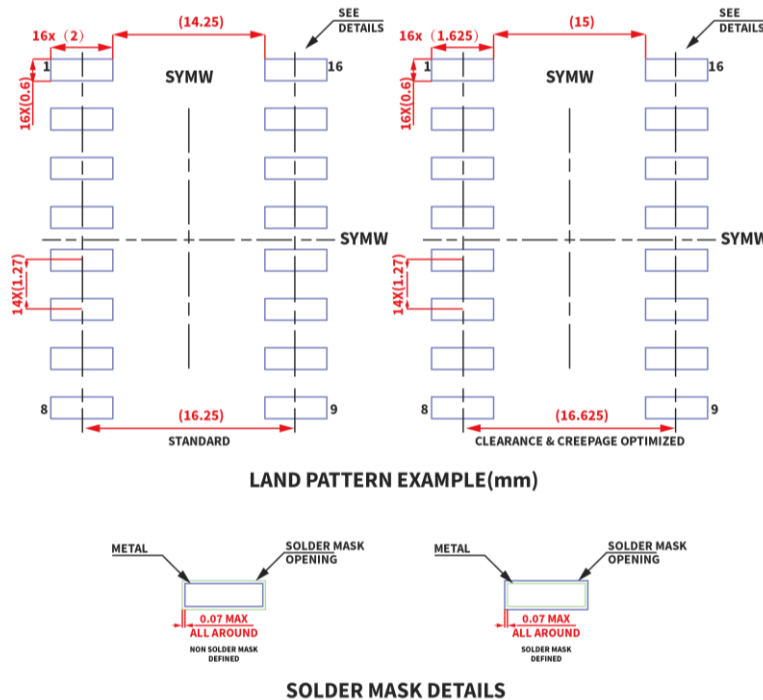 16x（2）
(14.25)
SEE
DETAILS
1
SYMW
16
16X(0.6)
SYMW
14X(1.27)
8
(16.25)
9
STANDARD
16x（1.625）
(15)
SEE
DETAILS
1
SYMW
16
16X(0.6)
SYMW
14X(1.27)
8
(16.625)
9
CLEARANCE & CREEPAGE OPTIMIZED
LAND PATTERN EXAMPLE(mm)
METAL
SOLDER MASK
OPENING
0.07 MAX
ALL AROUND
NON SOLDER MASK
DEFINED
METAL
SOLDER MASK
OPENING
0.07 MAX
ALL AROUND
SOLDER MASK
DEFINED
SOLDER MASK DETAILS